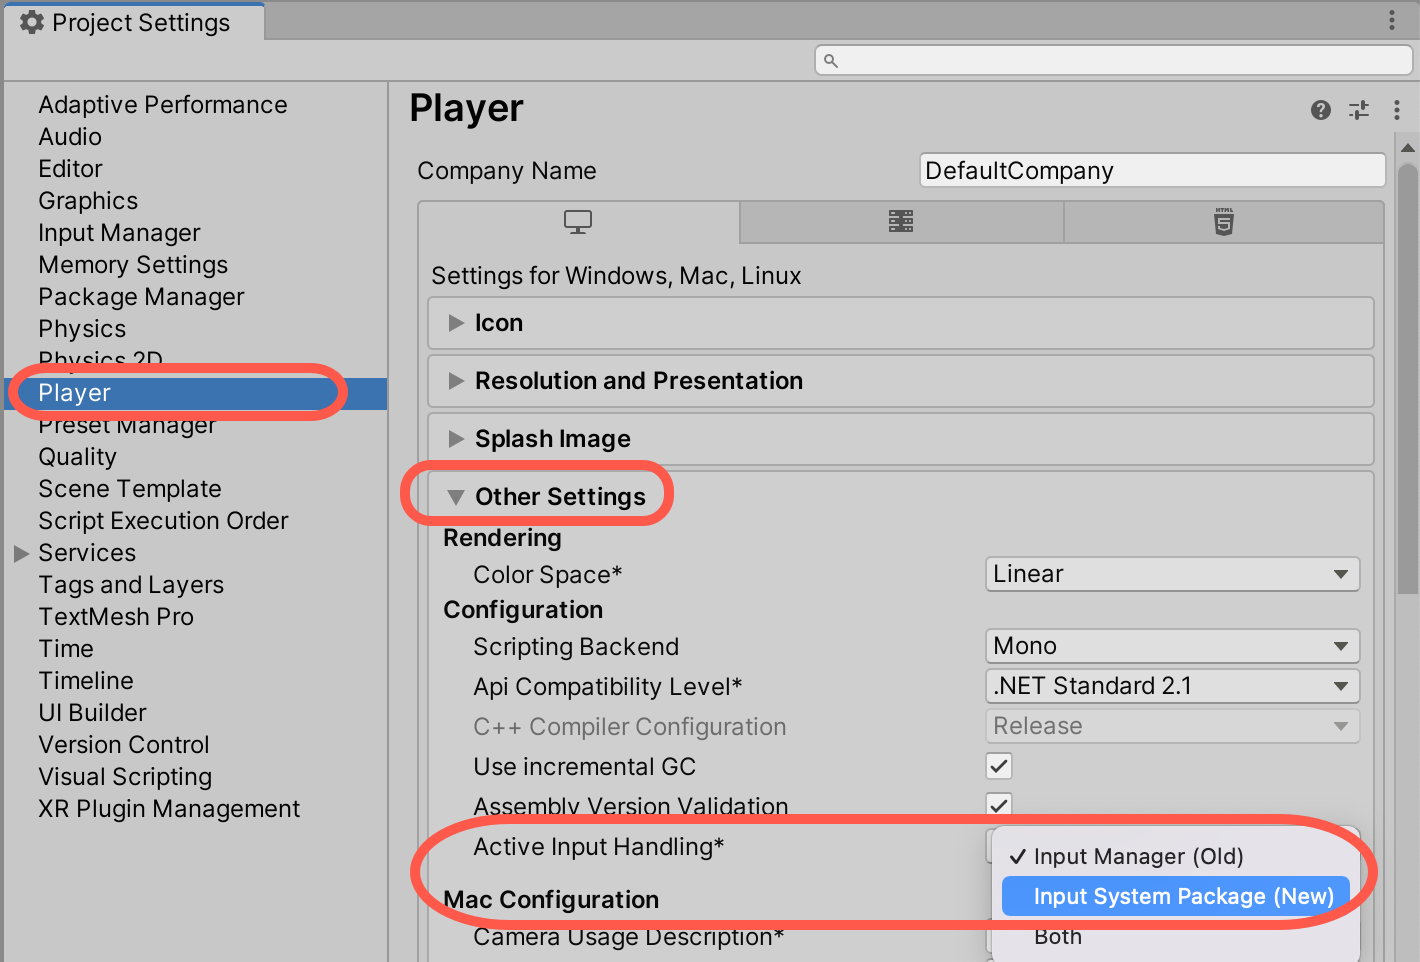 Project Settings
Adaptive Performance
Audio
Editor
Graphics
Input Manager
Memory Settings
Package Manager
Physics
Physics 2D
Player
Preset Manager
Quality
Scene Template
Script Execution Order
Services
Tags and Layers
TextMesh Pro
Time
Timeline
UI Builder
Version Control
Visual Scripting
XR Plugin Management
Player
Company Name DefaultCompany
HTML
5
Settings for Windows, Mac, Linux
Icon
Resolution and Presentation
Splash Image
Other Settings
Rendering
Color Space* Linear
Configuration
Scripting Backend Mono
Api Compatibility Level* .NET Standard 2.1
C++ Compiler Configuration Release
Use incremental GC
Assembly Version Validation
Active Input Handling*
Input Manager (Old)
Input System Package (New)
Both
Mac Configuration
Camera Usage Description*